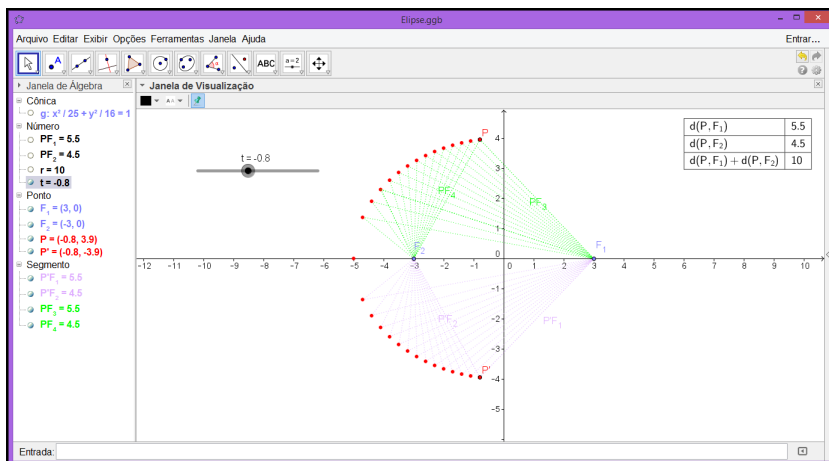 Elipse.ggb
Arquivo Editar Exibir Opções Ferramentas Janela Ajuda
Entrar...
A
ABC
a=2
Janela de Álgebra
Janela de Visualização
Cônica
g: x² / 25 + y² / 16 = 1
Número
PF₁ = 5.5
PF₂ = 4.5
r = 10
t = -0.8
Ponto
F₁ = (3, 0)
F₂ = (-3, 0)
P = (-0.8, 3.9)
P' = (-0.8, -3.9)
Segmento
P'F₁ = 5.5
P'F₂ = 4.5
PF₃ = 5.5
PF₄ = 4.5
t = -0.8
d(P, F₁) 5.5
d(P, F₂) 4.5
d(P, F₁) + d(P, F₂) 10
P
4
3
PF₄
PF₃
2
1
F₂
F₁
-12 -11 -10 -9 -8 -7 -6 -5 -4 -3 -2 -1 0 1 2 3 4 5 6 7 8 9 10
-1
P'F₂
P'F₁
-2
-3
P'
-4
-5
Entrada: